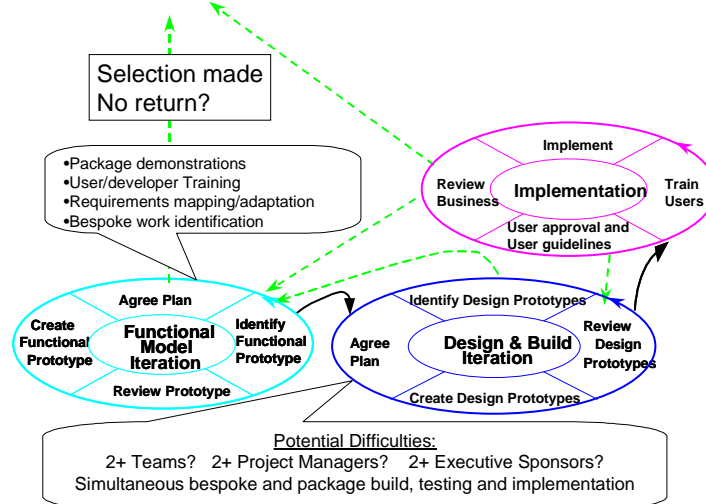 Selection made
No return?
•Package demonstrations
•User/developer Training
•Requirements mapping/adaptation
•Bespoke work identification
Implement
Review
Business
Implementation
Train
Users
User approval and
User guidelines
Agree Plan
Create
Functional
Prototype
Functional
Model
Iteration
Identify
Functional
Prototype
Review Prototype
Identify Design Prototypes
Agree
Plan
Design & Build
Iteration
Review
Design
Prototypes
Create Design Prototypes
Potential Difficulties:
2+ Teams? 2+ Project Managers? 2+ Executive Sponsors?
Simultaneous bespoke and package build, testing and implementation